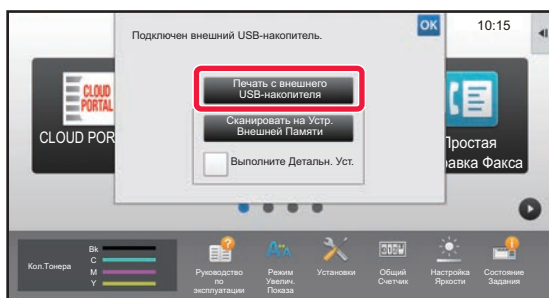 Подключен внешний USB-накопитель.
OK
10:15
Печать с внешнего
USB-накопителя
CLOUD
PORTAL
Сканировать на Устр.
Внешней Памяти
CLOUD POR
Простая
равка Факса
Выполните Детальн. Уст.
Кол.Тонера
Bk
C
M
Y
Руководство
по
эксплуатации
Режим
Увелич.
Показа
Установки
Общий
Счетчик
Настройка
Яркости
Состояние
Задания